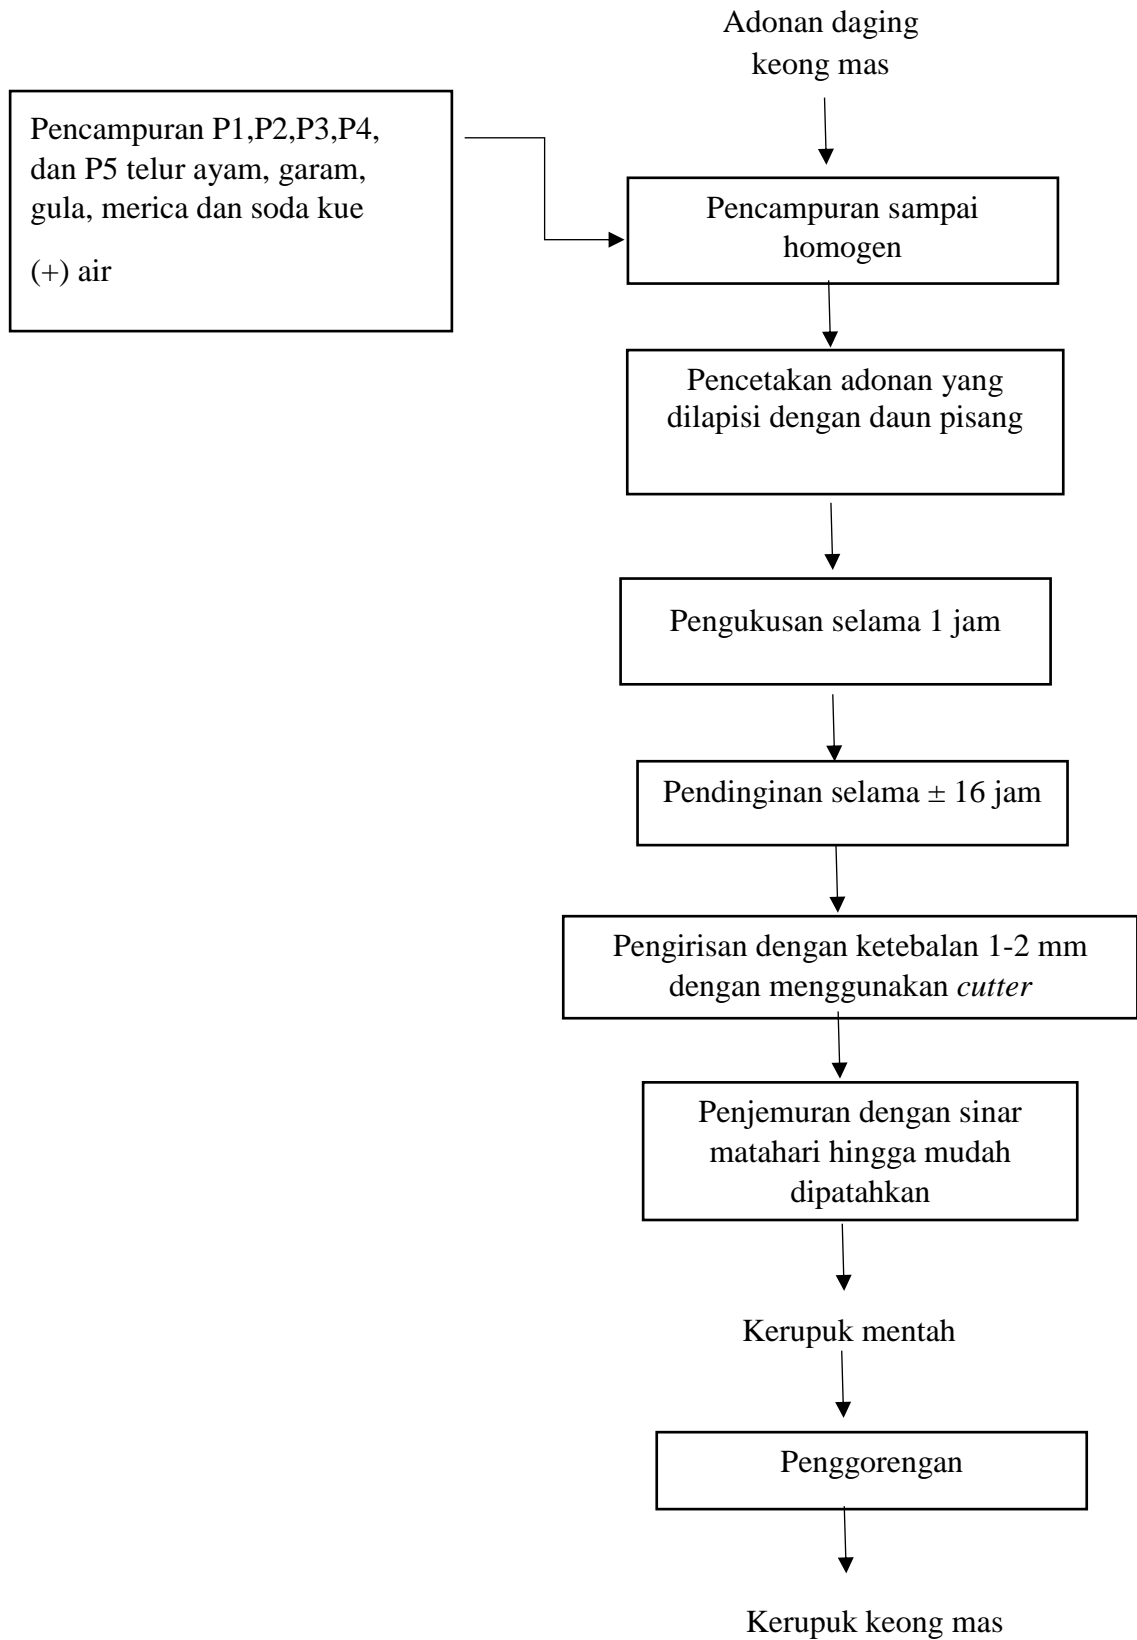 Adonan daging
keong mas
Pencampuran P1,P2,P3,P4,
dan P5 telur ayam, garam,
gula, merica dan soda kue
(+) air
Pencampuran sampai
homogen
Pencetakan adonan yang
dilapisi dengan daun pisang
Pengukusan selama 1 jam
Pendinginan selama ± 16 jam
Pengirisan dengan ketebalan 1-2 mm
dengan menggunakan cutter
Penjemuran dengan sinar
matahari hingga mudah
dipatahkan
Kerupuk mentah
Penggorengan
Kerupuk keong mas